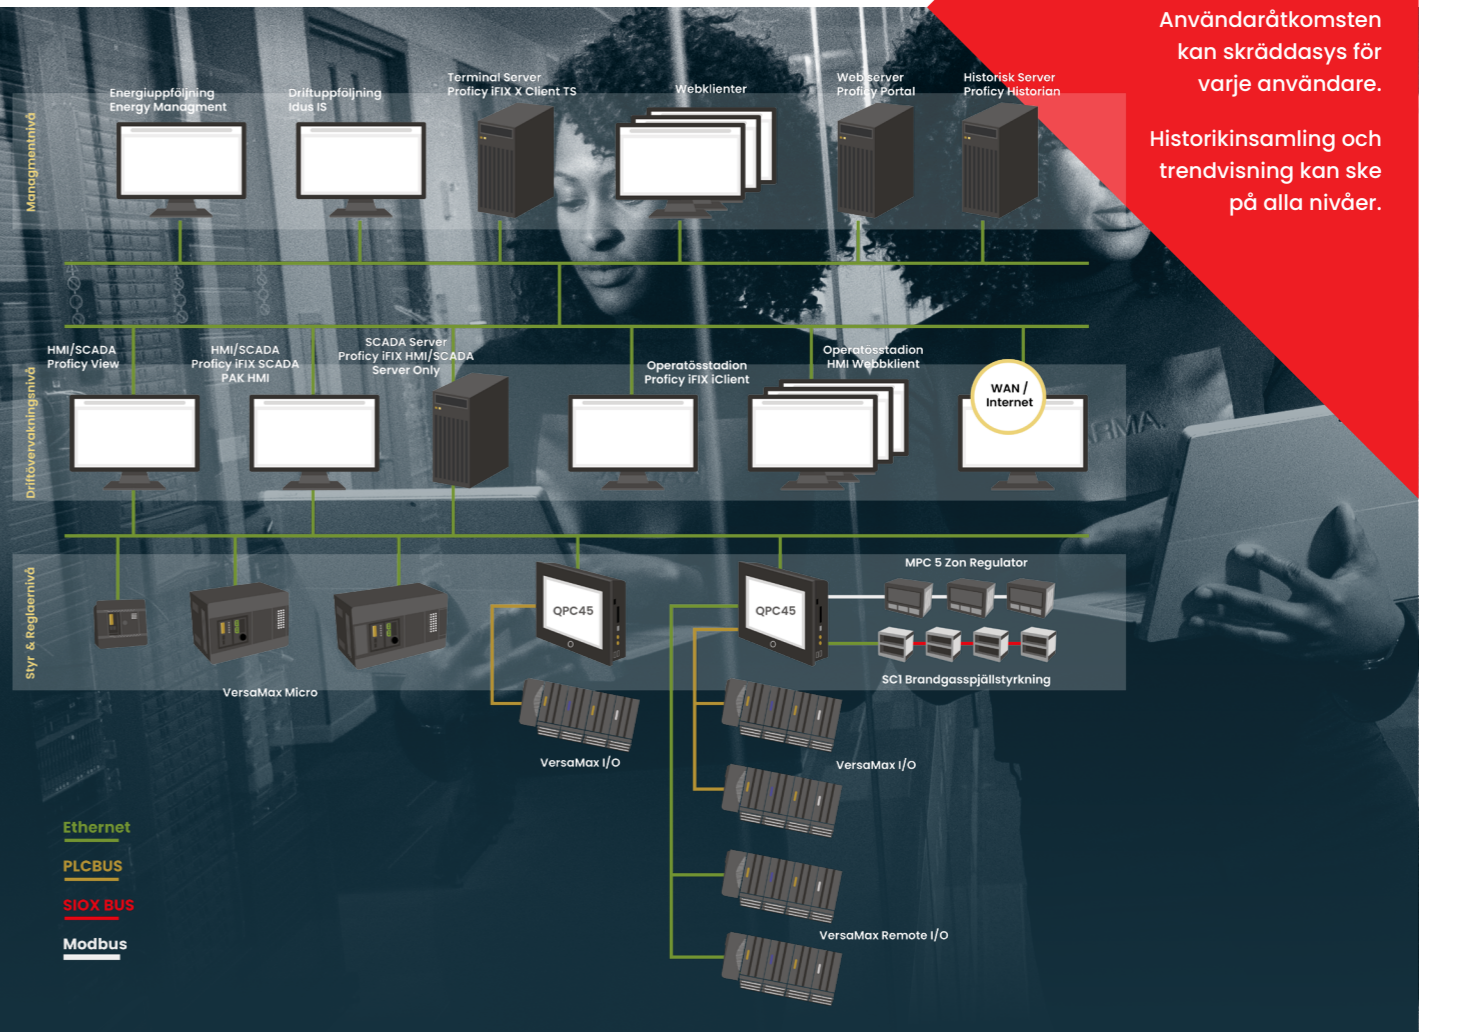 Användaråtkomsten
kan skräddasys för
varje användare.
Historikinsamling och
trendvisning kan ske
på alla nivåer.
Managmentnivå
Energiuppföljning
Energy Managment
Driftuppföljning
Idus IS
Terminal Server
Proficy iFIX X Client TS
Webklienter
Webserver
Proficy Portal
Historisk Server
Proficy Historian
Driftövervakningsnivå
HMI/SCADA
Proficy View
HMI/SCADA
Proficy iFIX SCADA
PAK HMI
SCADA Server
Proficy iFIX HMI/SCADA
Server Only
Operatösstadion
Proficy iFIX iClient
Operatösstadion
HMI Webbklient
WAN /
Internet
RMA.
Styr & Reglaernivå
VersaMax Micro
QPC45
QPC45
MPC 5 Zon Regulator
SC1 Brandgasspjällstyrkning
VersaMax I/O
VersaMax I/O
VersaMax Remote I/O
Ethernet
PLCBUS
SIOX BUS
Modbus